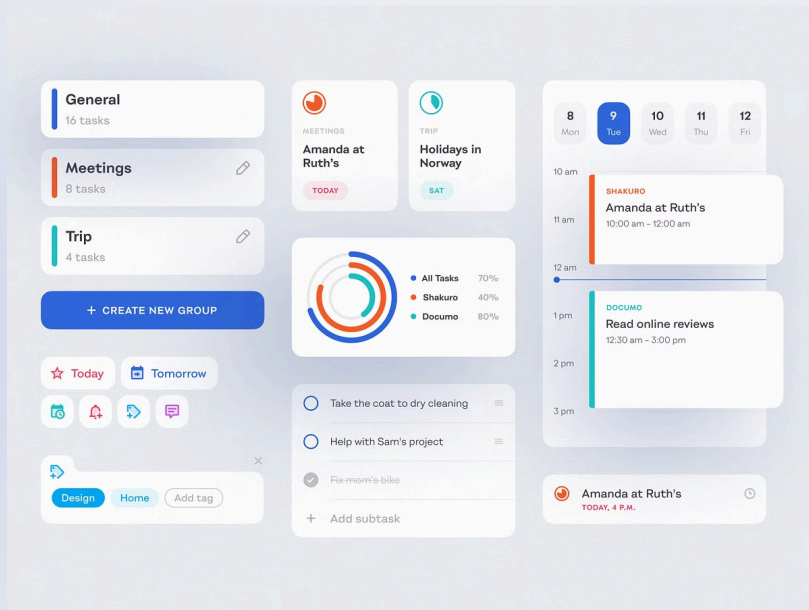 General
16 tasks
Meetings
8 tasks
Trip
4 tasks
+ CREATE NEW GROUP
Today
Tomorrow
Design
Home
Add tag
MEETINGS
Amanda at
Ruth's
TODAY
TRIP
Holidays in
Norway
SAT
All Tasks 70%
Shakuro 40%
Documo 80%
Take the coat to dry cleaning
Help with Sam's project
Fix mom's bike
+ Add subtask
8 9 10 11 12
Mon Tue Wed Thu Fri
10 am
SHAKURO
Amanda at Ruth's
11 am
10:00 am – 12:00 am
12 am
DOCUMO
1 pm
Read online reviews
12:30 am – 3:00 pm
2 pm
3 pm
Amanda at Ruth's
TODAY, 4 P.M.